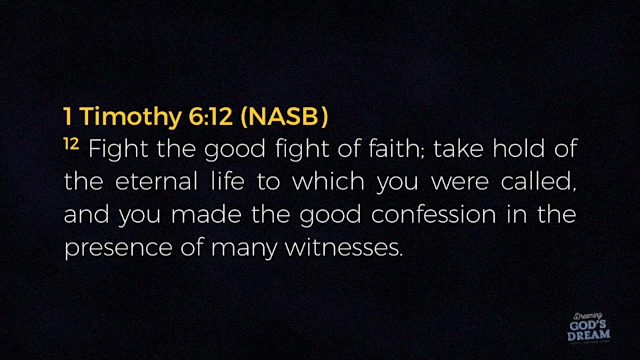 1 Timothy 6:12 (NASB)
12 Fight the good fight of faith; take hold of
the eternal life to which you were called,
and you made the good confession in the
presence of many witnesses.
Dreaming
GOD'S
DREAM